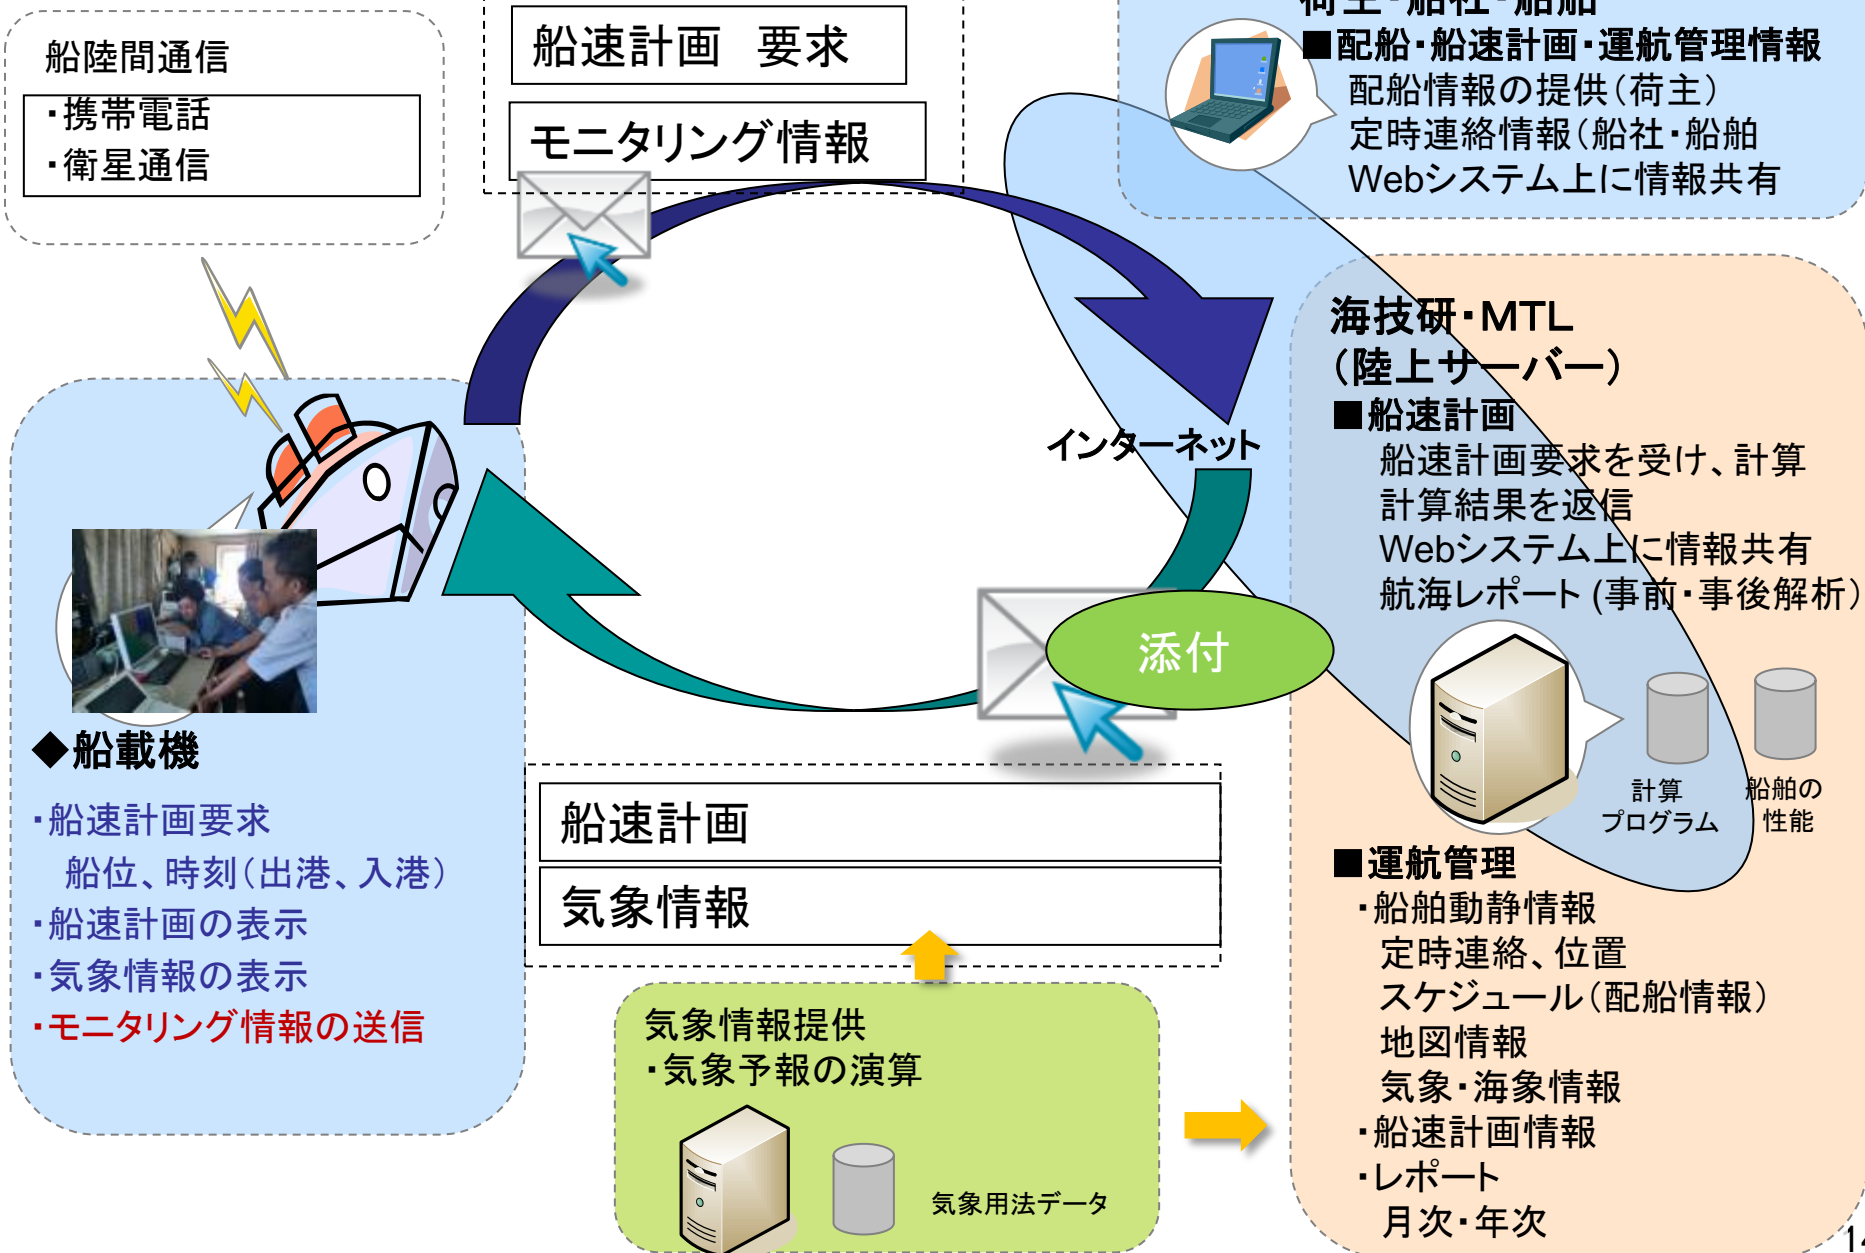 船陸間通信
・携帯電話
・衛星通信
船速計画 要求
モニタリング情報
荷主・船社・船舶
■配船・船速計画・運航管理情報
配船情報の提供(荷主)
定時連絡情報(船社・船舶
Webシステム上に情報共有
インターネット
海技研・MTL
(陸上サーバー)
■船速計画
船速計画要求を受け、計算
計算結果を返信
Webシステム上に情報共有
航海レポート (事前・事後解析)
計算
プログラム
船舶の
性能
■運航管理
・船舶動静情報
定時連絡、位置
スケジュール(配船情報)
地図情報
気象・海象情報
・船速計画情報
・レポート
月次・年次
添付
◆船載機
・船速計画要求
船位、時刻(出港、入港)
・船速計画の表示
・気象情報の表示
・モニタリング情報の送信
船速計画
気象情報
気象情報提供
・気象予報の演算
気象用法データ